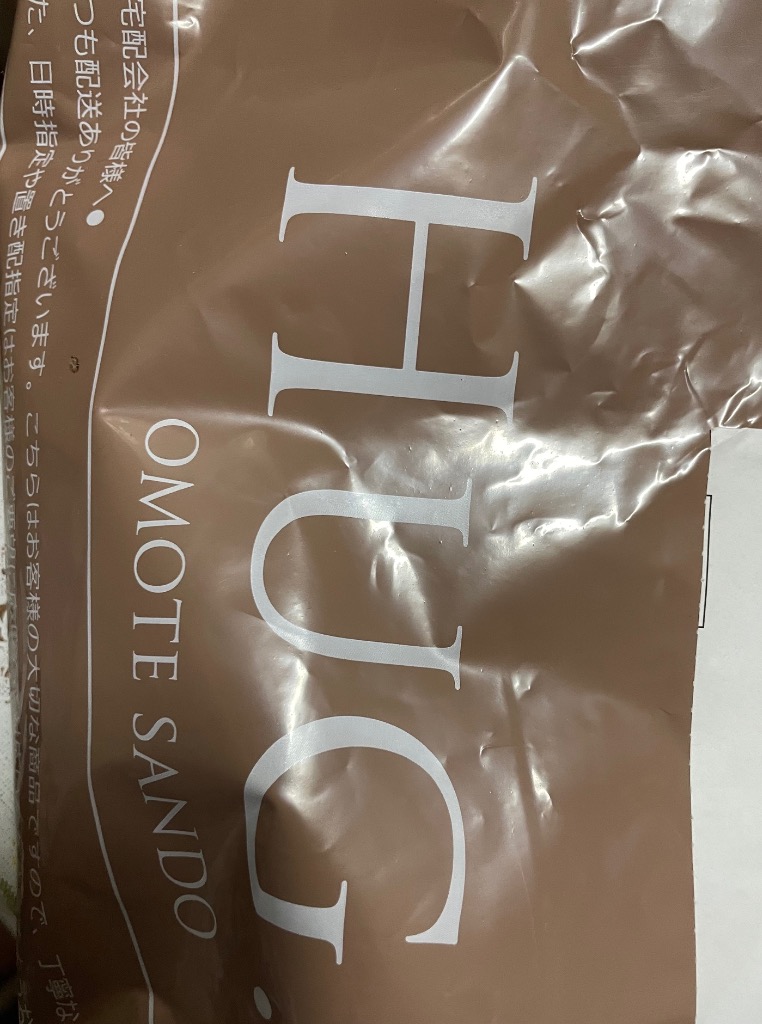 HUG
OMOTE SANDO
宅配会社の皆様へ
つも配送ありがとうございます。こちらはお客様の大切な商品ですので、丁寧な
た、日時指定や置き配指定はお客様の